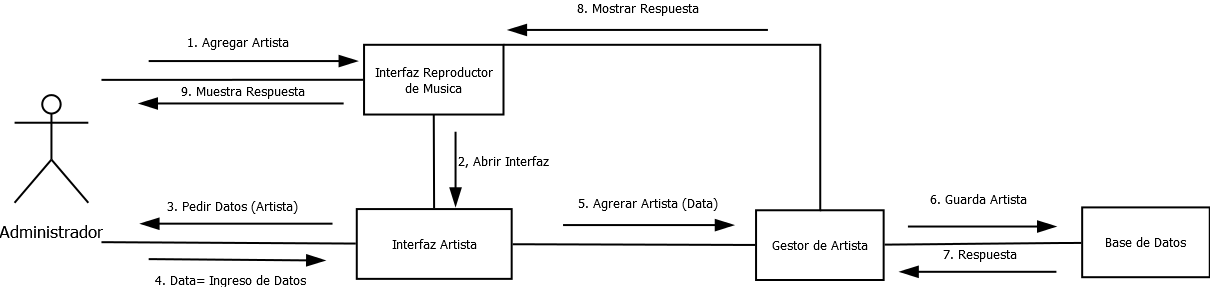 8. Mostrar Respuesta
1. Agregar Artista
Interfaz Reproductor
de Musica
9. Muestra Respuesta
2, Abrir Interfaz
3. Pedir Datos (Artista)
5. Agrerar Artista (Data)
6. Guarda Artista
Administrador
Interfaz Artista
Gestor de Artista
Base de Datos
7. Respuesta
4. Data= Ingreso de Datos